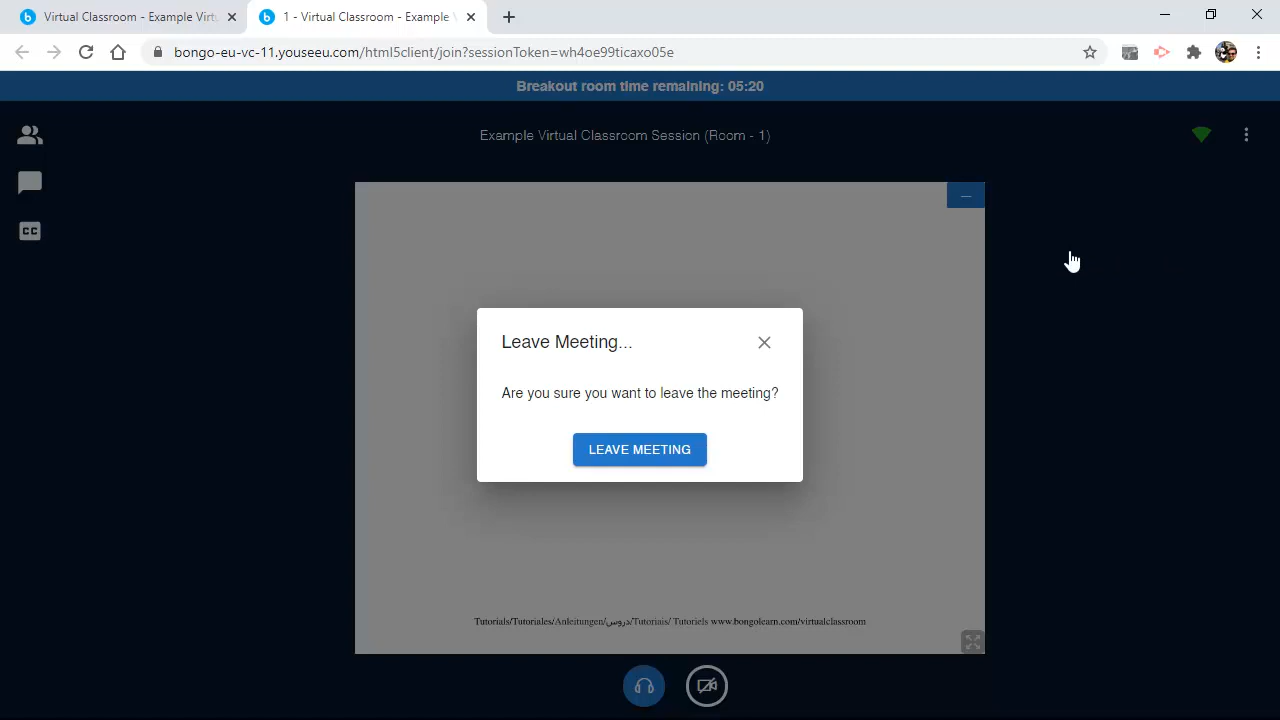 Virtual Classroom - Example Virtu
1 - Virtual Classroom - Example V
bongo-eu-vc-11.youseeu.com/html5client/join?sessionToken=wh4oe99ticaxo05e
Breakout room time remaining: 05:20
Example Virtual Classroom Session (Room - 1)
CC
Leave Meeting...
Are you sure you want to leave the meeting?
LEAVE MEETING
Tutorials/Tutoriales/Anleitungen/دروس/Tutoriais/ Tutoriels www.bongolearn.com/virtualclassroom